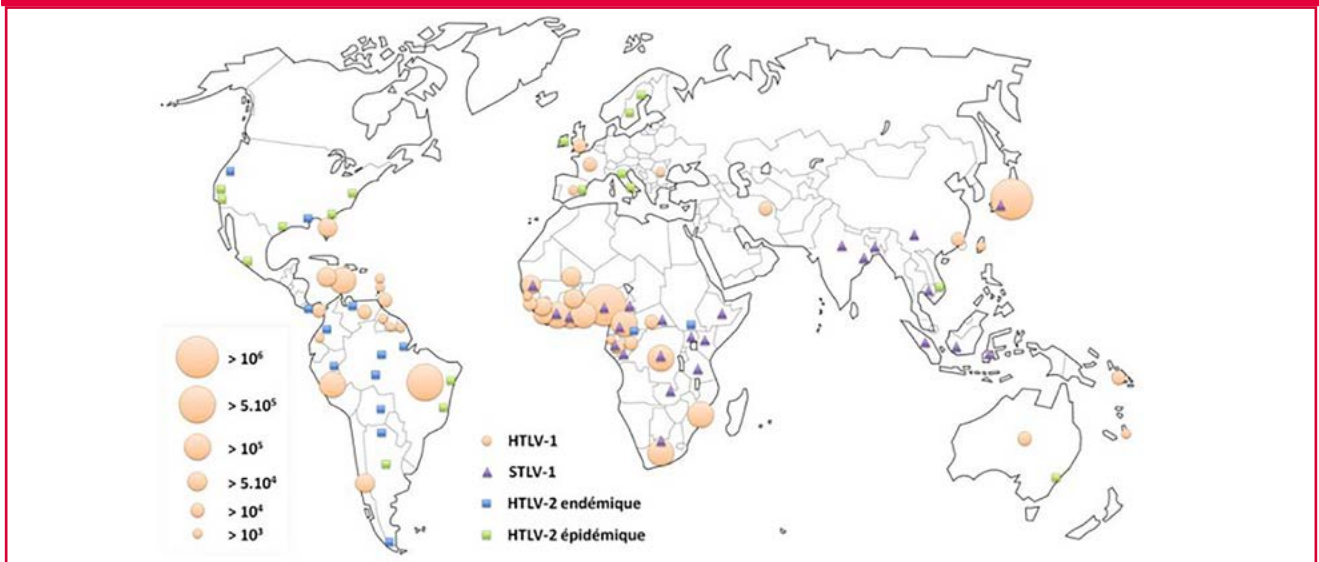 > 10⁶
> 5.10⁵
> 10⁵
> 5.10⁴
> 10⁴
> 10³
HTLV-1
STLV-1
HTLV-2 endémique
HTLV-2 épidémique